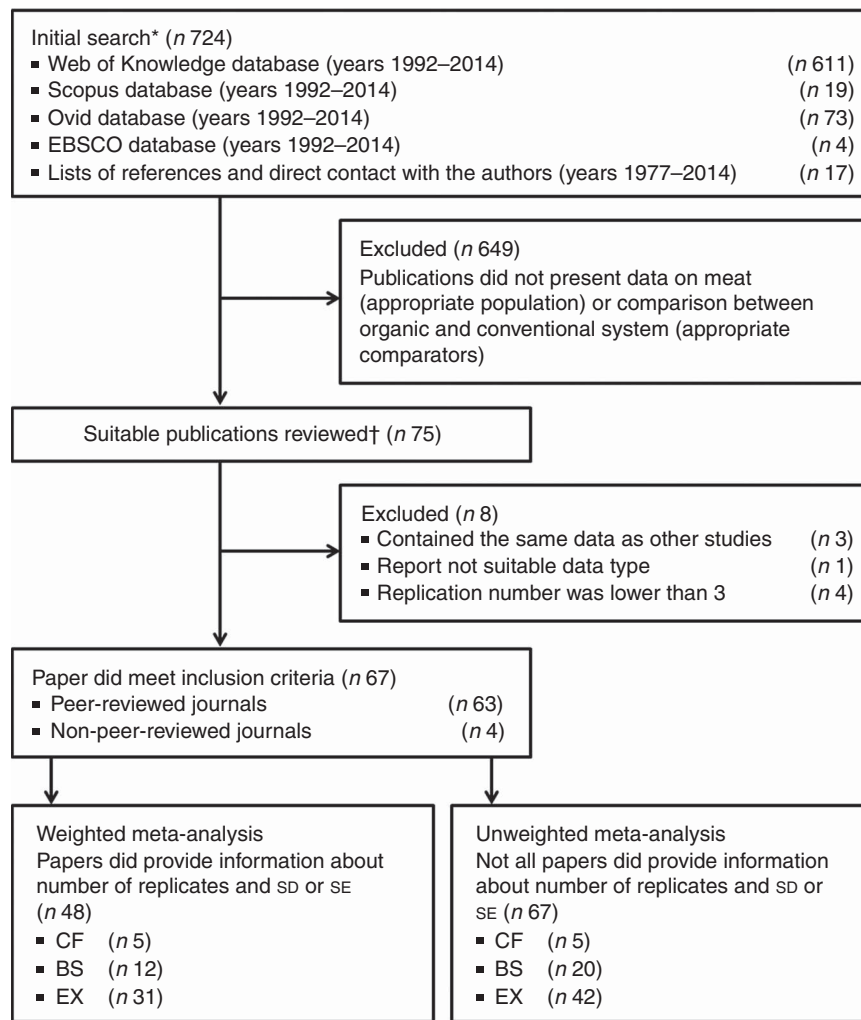 Initial search* (n 724)
▪ Web of Knowledge database (years 1992–2014) (n 611)
▪ Scopus database (years 1992–2014) (n 19)
▪ Ovid database (years 1992–2014) (n 73)
▪ EBSCO database (years 1992–2014) (n 4)
▪ Lists of references and direct contact with the authors (years 1977–2014) (n 17)
Excluded (n 649)
Publications did not present data on meat
(appropriate population) or comparison between
organic and conventional system (appropriate
comparators)
Suitable publications reviewed† (n 75)
Excluded (n 8)
▪ Contained the same data as other studies (n 3)
▪ Report not suitable data type (n 1)
▪ Replication number was lower than 3 (n 4)
Paper did meet inclusion criteria (n 67)
▪ Peer-reviewed journals (n 63)
▪ Non-peer-reviewed journals (n 4)
Weighted meta-analysis
Papers did provide information about
number of replicates and SD or SE
(n 48)
▪ CF (n 5)
▪ BS (n 12)
▪ EX (n 31)
Unweighted meta-analysis
Not all papers did provide information
about number of replicates and SD or
SE (n 67)
▪ CF (n 5)
▪ BS (n 20)
▪ EX (n 42)